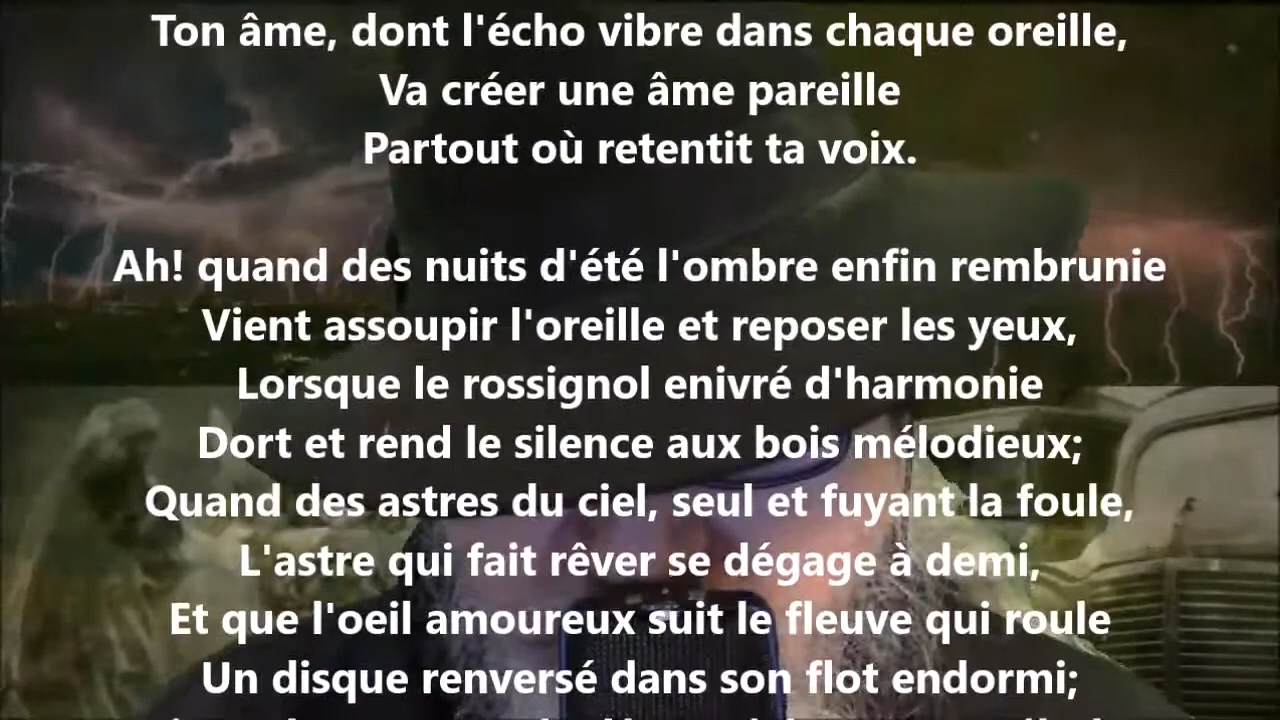 Ton âme, dont l'écho vibre dans chaque oreille,
Va créer une âme pareille
Partout où retentit ta voix.
Ah! quand des nuits d'été l'ombre enfin rembrunie
Vient assoupir l'oreille et reposer les yeux,
Lorsque le rossignol enivré d'harmonie
Dort et rend le silence aux bois mélodieux;
Quand des astres du ciel, seul et fuyant la foule,
L'astre qui fait rêver se dégage à demi,
Et que l'oeil amoureux suit le fleuve qui roule
Un disque renversé dans son flot endormi;